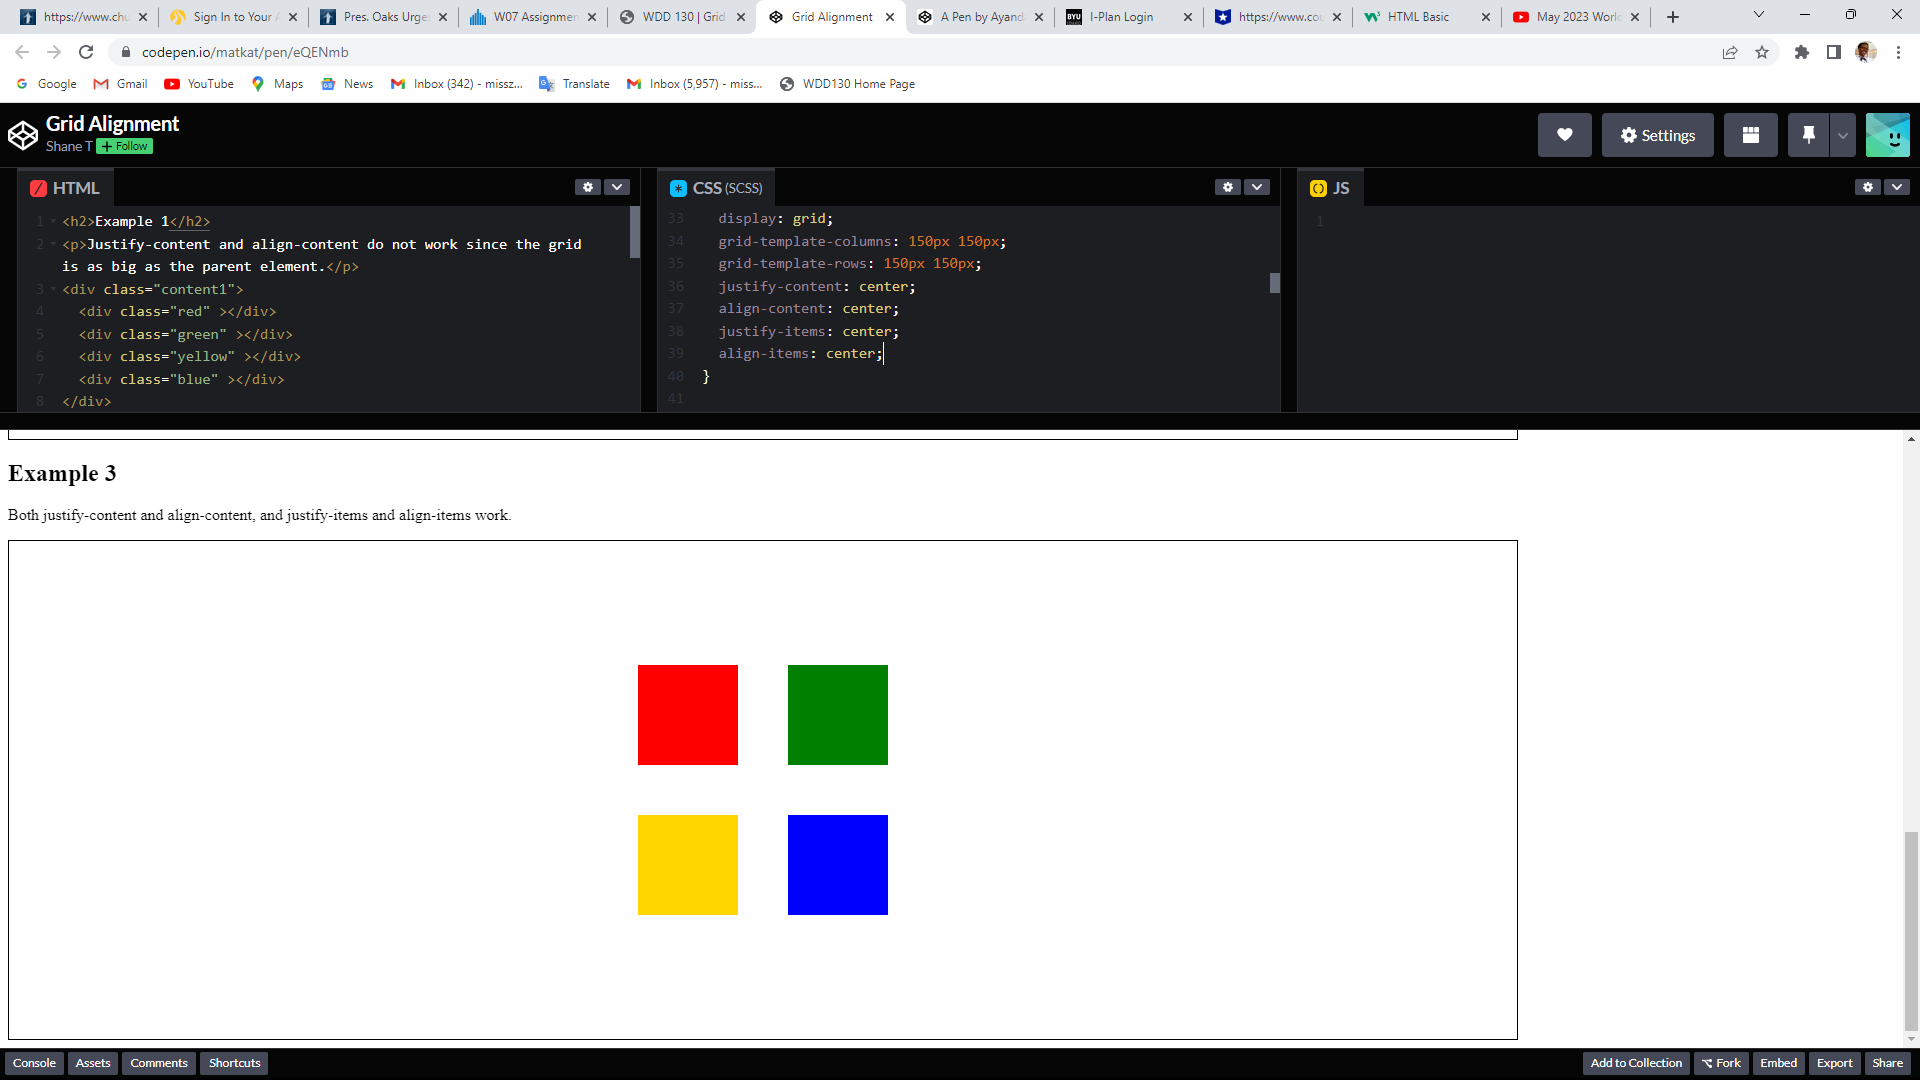 https://www.chu
Sign In to Your A
Pres. Oaks Urge
W07 Assignmen
WDD 130 | Grid
Grid Alignment
A Pen by Ayand
I-Plan Login
https://www.cou
HTML Basic
May 2023 Worl
codepen.io/matkat/pen/eQENmb
Google
Gmail
YouTube
Maps
News
Inbox (342) - missz...
Translate
Inbox (5,957) - miss...
WDD130 Home Page
Grid Alignment
Shane T + Follow
Settings
HTML
1 <h2>Example 1</h2>
2 <p>Justify-content and align-content do not work since the grid
is as big as the parent element.</p>
3 <div class="content1">
4 <div class="red" ></div>
5 <div class="green" ></div>
6 <div class="yellow" ></div>
7 <div class="blue" ></div>
8 </div>
CSS (SCSS)
33 display: grid;
34 grid-template-columns: 150px 150px;
35 grid-template-rows: 150px 150px;
36 justify-content: center;
37 align-content: center;
38 justify-items: center;
39 align-items: center;
40 }
41
JS
1
Example 3
Both justify-content and align-content, and justify-items and align-items work.
Console
Assets
Comments
Shortcuts
Add to Collection
Fork
Embed
Export
Share